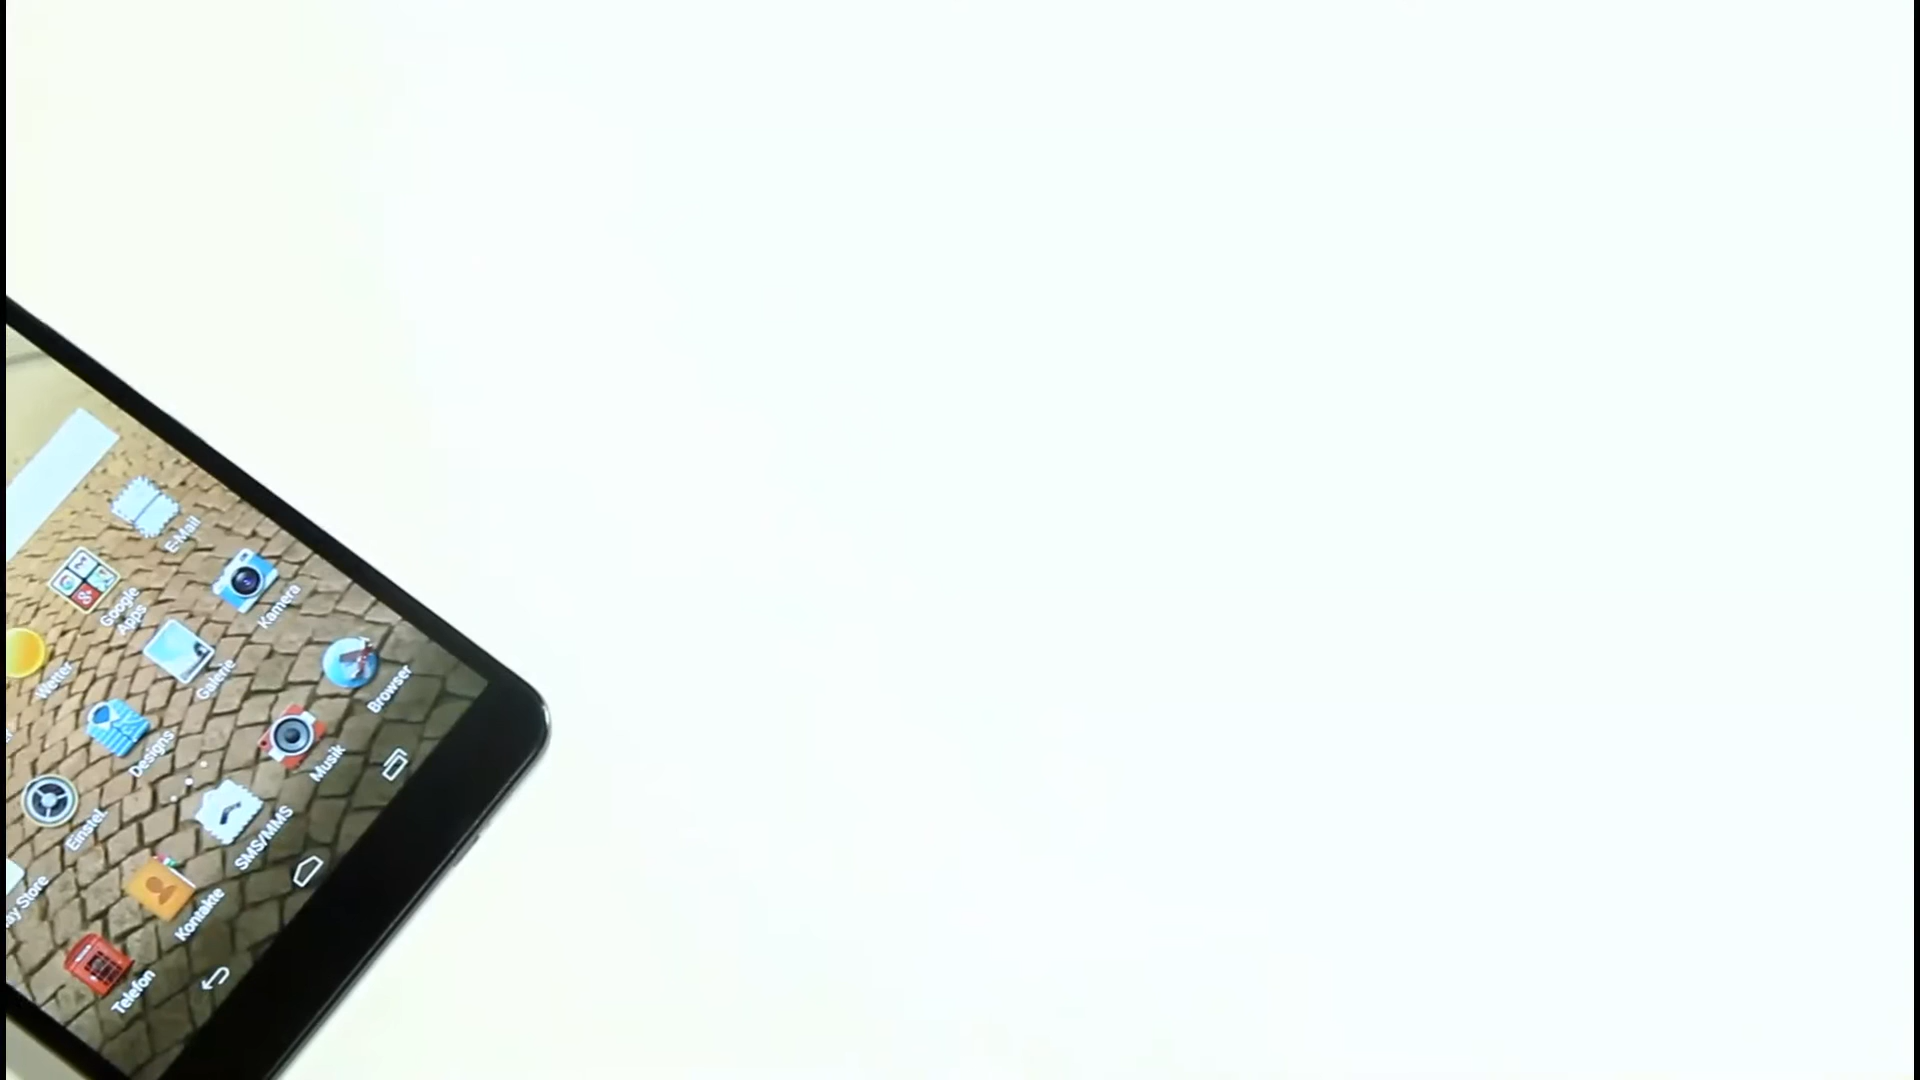 E-Mail
Google
Apps
Kamera
Wetter
Galerie
Browser
Designs
Musik
Einstel.
SMS/MMS
ay Store
Kontakte
Telefon